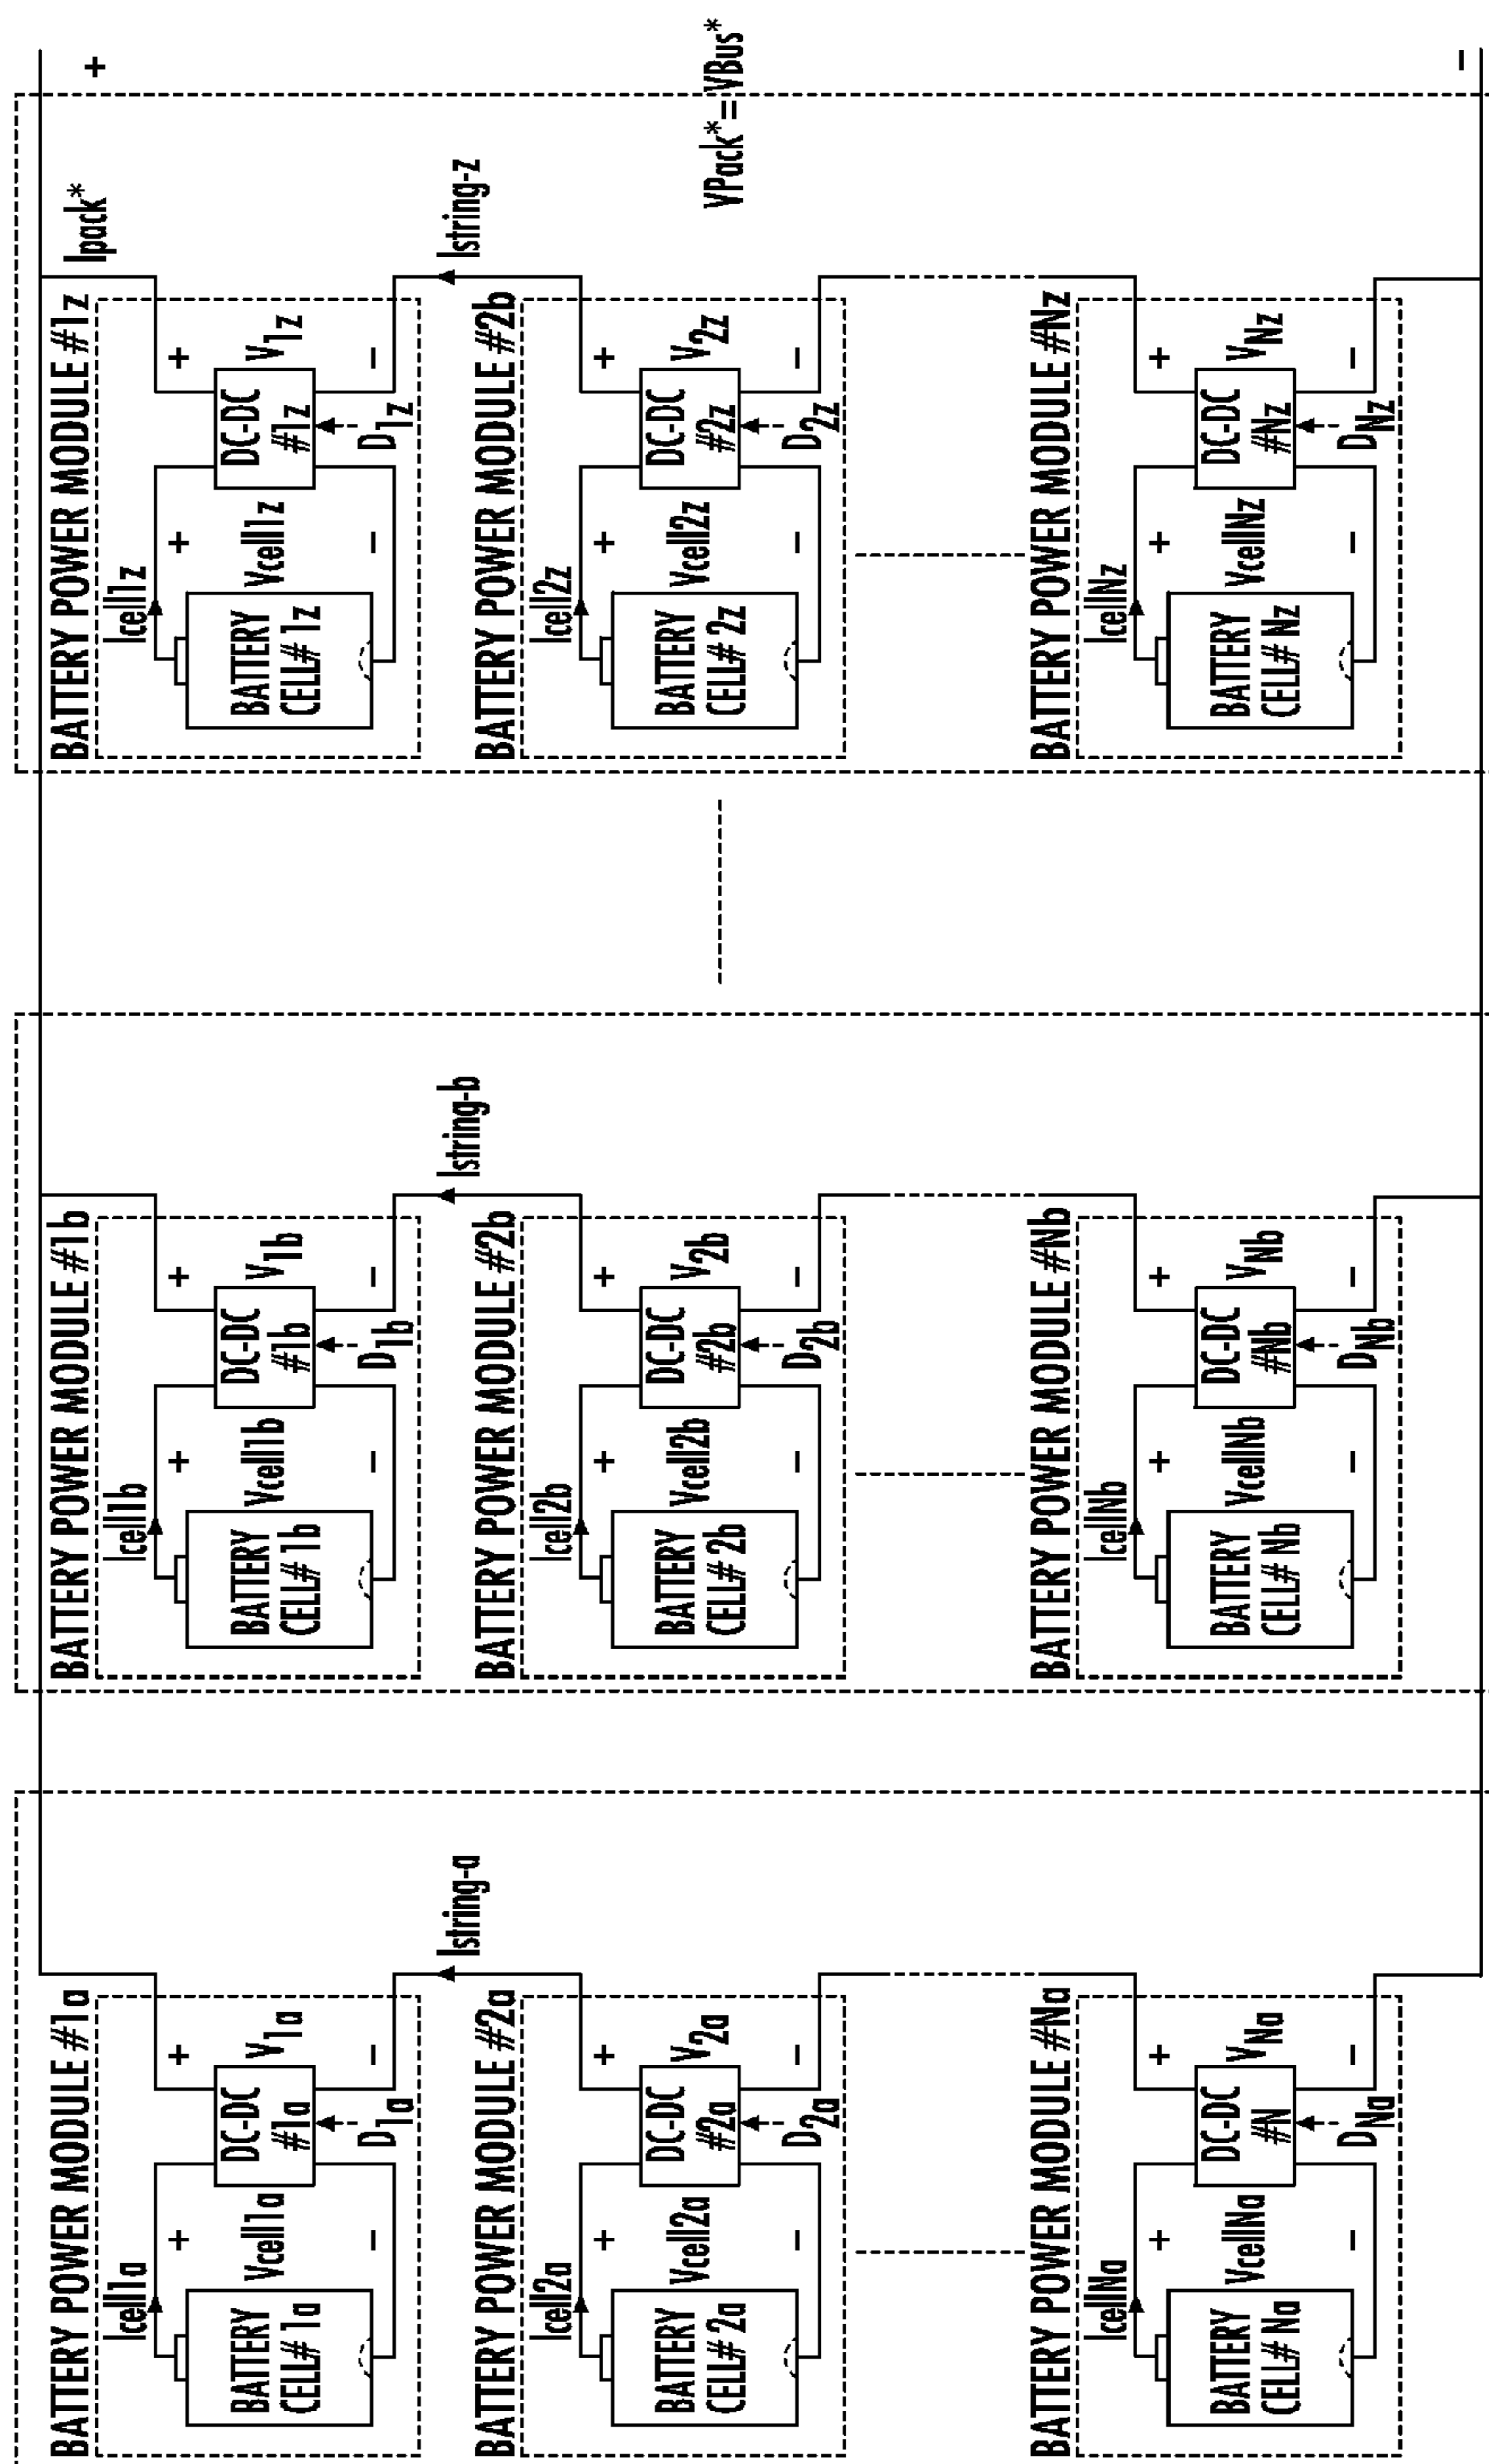 BATTERY POWER MODULE #1a
Icell1a
+
BATTERY
CELL# 1a
Vcell1a
−
DC-DC
#1a
D1a
+
V1a
−
Istring-a
BATTERY POWER MODULE #2a
Icell2a
+
BATTERY
CELL# 2a
Vcell2a
−
DC-DC
#2a
D2a
+
V2a
−
BATTERY POWER MODULE #Na
IcellNa
+
BATTERY
CELL# Na
VcellNa
−
DC-DC
#N
DNa
+
VNa
−
BATTERY POWER MODULE #1b
Icell1b
+
BATTERY
CELL# 1b
Vcell1b
−
DC-DC
#1b
D1b
+
V1b
−
Istring-b
BATTERY POWER MODULE #2b
Icell2b
+
BATTERY
CELL# 2b
Vcell2b
−
DC-DC
#2b
D2b
+
V2b
−
BATTERY POWER MODULE #Nb
IcellNb
+
BATTERY
CELL# Nb
VcellNb
−
DC-DC
#Nb
DNb
+
VNb
−
BATTERY POWER MODULE #1z
Ipack*
+
Icell1z
+
BATTERY
CELL# 1z
Vcell1z
−
DC-DC
#1z
D1z
+
V1z
−
Istring-z
BATTERY POWER MODULE #2b
Icell2z
+
BATTERY
CELL# 2z
Vcell2z
−
DC-DC
#2z
D2z
+
V2z
−
VPack*=VBus*
BATTERY POWER MODULE #Nz
IcellNz
+
BATTERY
CELL# Nz
VcellNz
−
DC-DC
#Nz
DNz
+
VNz
−
−